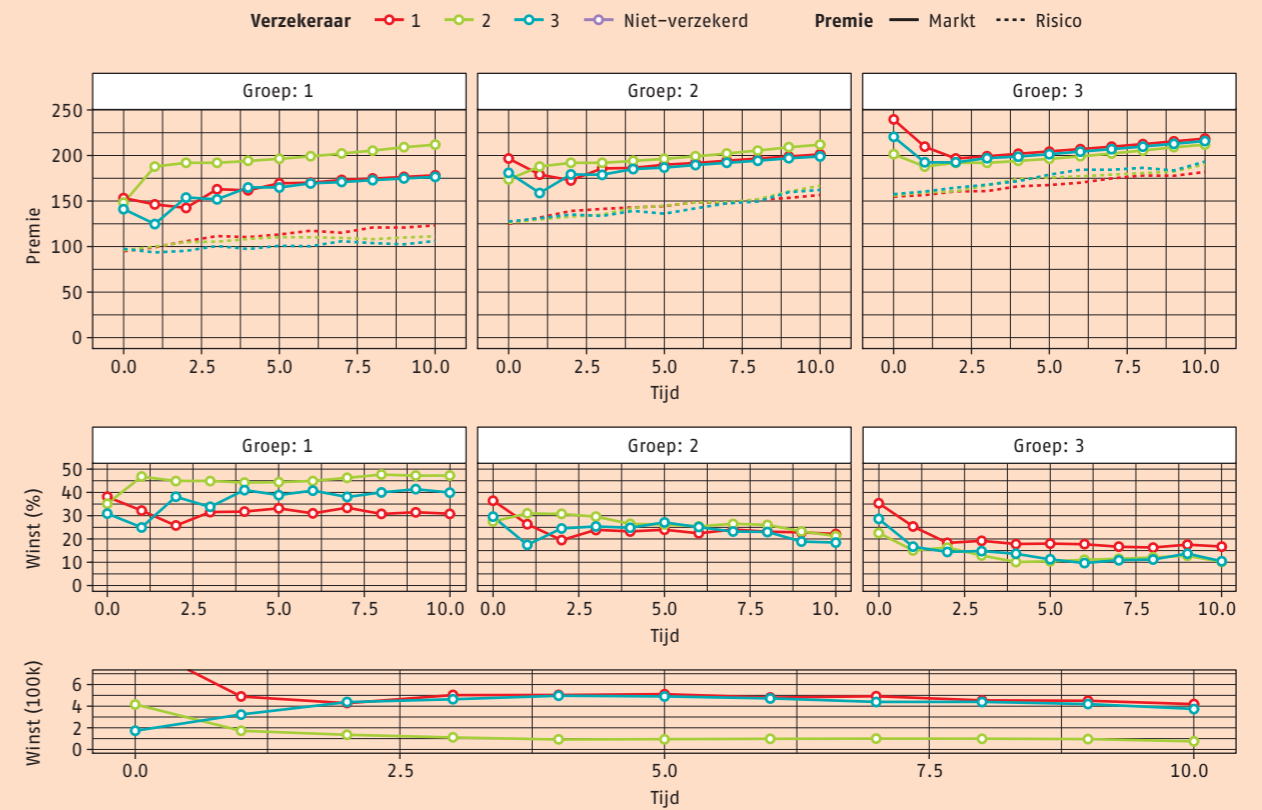 Verzekeraar 1 2 3 Niet-verzekerd Premie Markt Risico
Groep: 1 Groep: 2 Groep: 3
Premie
250
200
150
100
50
0
0.0 2.5 5.0 7.5 10.0 0.0 2.5 5.0 7.5 10.0 0.0 2.5 5.0 7.5 10.0
Tijd Tijd Tijd
Groep: 1 Groep: 2 Groep: 3
Winst (%)
50
40
30
20
10
0
0.0 2.5 5.0 7.5 10.0 0.0 2.5 5.0 7.5 10. 0.0 2.5 5.0 7.5 10.0
Tijd Tijd
Winst (100k)
6
4
2
0
0.0 2.5 5.0 7.5 10.0
Tijd